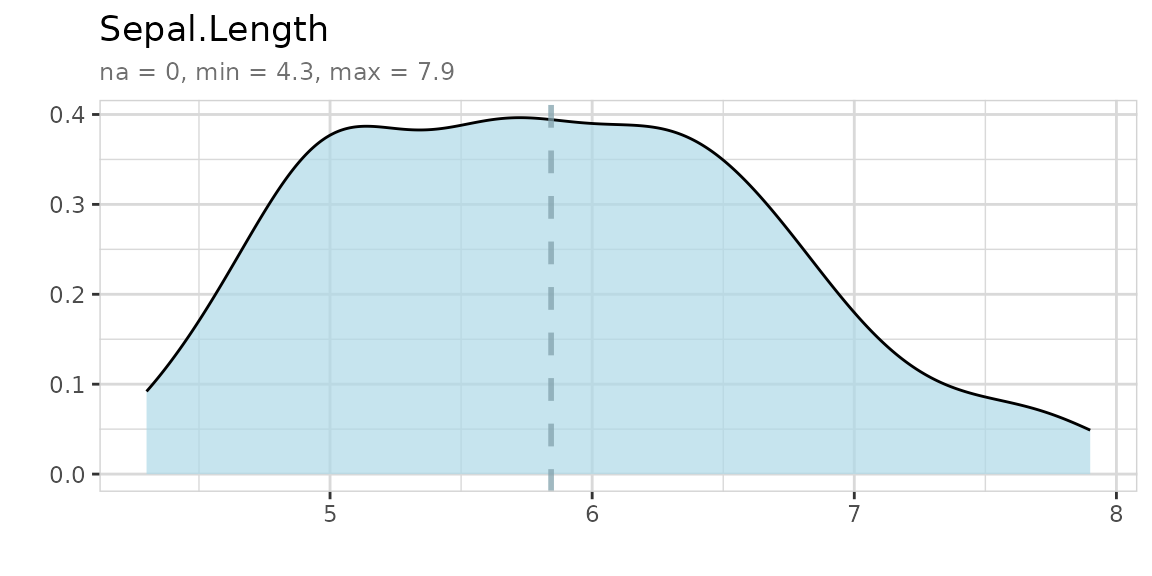 Sepal.Length
na = 0, min = 4.3, max = 7.9
0.4
0.3
0.2
0.1
0.0
5 6 7 8